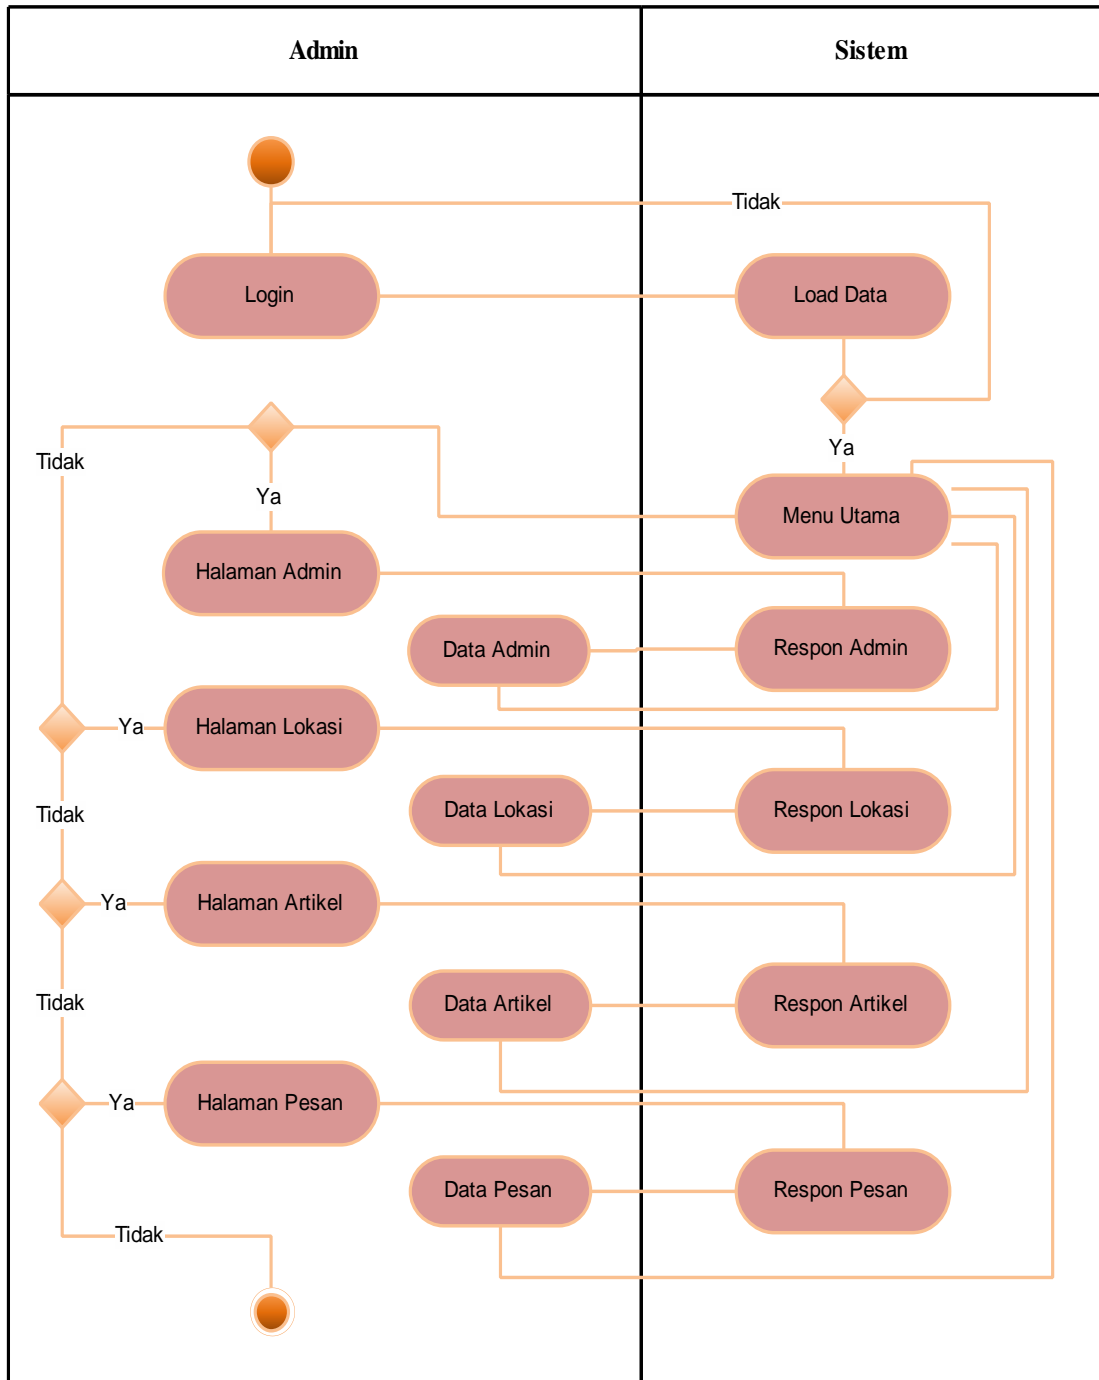 Admin
Sistem
Tidak
Login
Load Data
Ya
Tidak
Ya
Menu Utama
Halaman Admin
Data Admin
Respon Admin
Ya
Halaman Lokasi
Tidak
Data Lokasi
Respon Lokasi
Ya
Halaman Artikel
Tidak
Data Artikel
Respon Artikel
Ya
Halaman Pesan
Data Pesan
Respon Pesan
Tidak